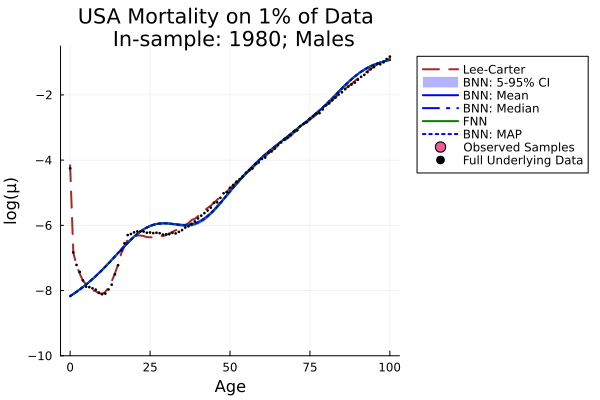 USA Mortality on 1% of Data
In-sample: 1980; Males
log(μ)
−2
−4
−6
−8
−10
0
25
50
75
100
Age
Lee-Carter
BNN: 5-95% CI
BNN: Mean
BNN: Median
FNN
BNN: MAP
Observed Samples
Full Underlying Data